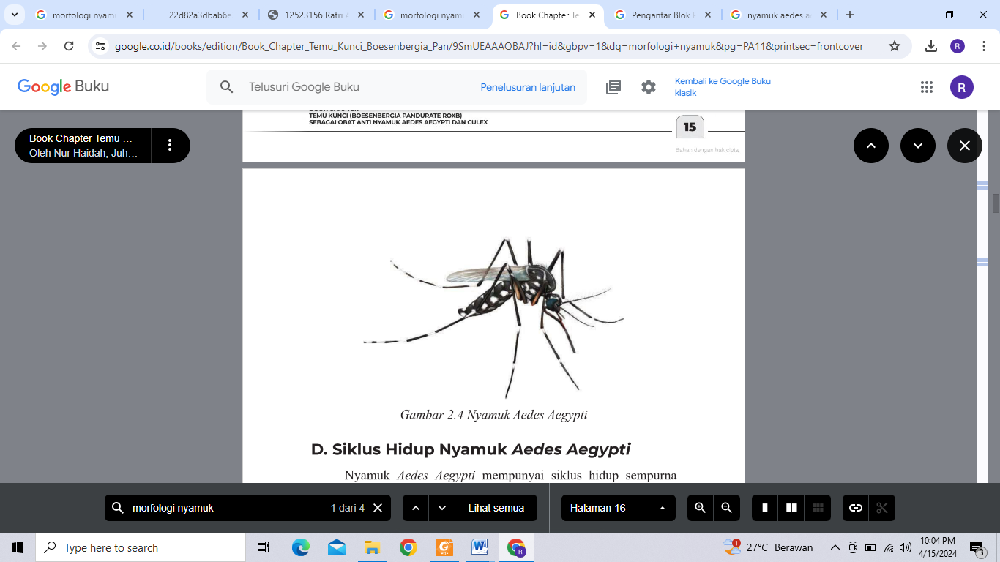 morfologi nyam
22d82a3dbab6e
12523156 Ratri A
morfologi nyam
Book Chapter Te
Pengantar Blok
nyamuk aedes a
google.co.id/books/edition/Book_Chapter_Temu_Kunci_Boesenbergia_Pan/9SmUEAAAQBAJ?hl=id&gbpv=1&dq=morfologi+nyamuk&pg=PA11&printsec=frontcover
R
Google Buku
Telusuri Google Buku
Penelusuran lanjutan
Kembali ke Google Buku
klasik
R
Book Chapter Temu ...
Oleh Nur Haidah, Juh...
TEMU KUNCI (BOESENBERGIA PANDURATE ROXB)
SEBAGAI OBAT ANTI NYAMUK AEDES AEGYPTI DAN CULEX
15
Bahan dengan hak cipta
Gambar 2.4 Nyamuk Aedes Aegypti
D. Siklus Hidup Nyamuk Aedes Aegypti
Nyamuk Aedes Aegypti mempunyai siklus hidup sempurna
morfologi nyamuk
1 dari 4
Lihat semua
Halaman 16
Type here to search
PDF
W
R
1
27°C Berawan
10:04 PM
4/15/2024
3